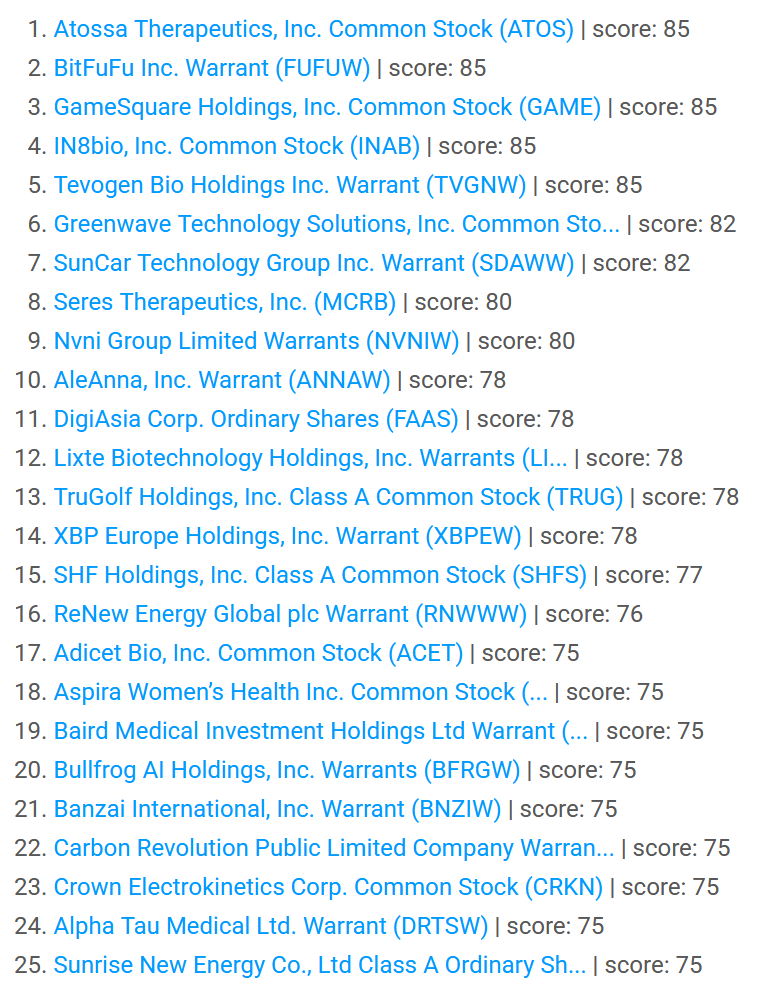 1. Atossa Therapeutics, Inc. Common Stock (ATOS) | score: 85
2. BitFuFu Inc. Warrant (FUFUW) | score: 85
3. GameSquare Holdings, Inc. Common Stock (GAME) | score: 85
4. IN8bio, Inc. Common Stock (INAB) | score: 85
5. Tevogen Bio Holdings Inc. Warrant (TVGNW) | score: 85
6. Greenwave Technology Solutions, Inc. Common Sto... | score: 82
7. SunCar Technology Group Inc. Warrant (SDAWW) | score: 82
8. Seres Therapeutics, Inc. (MCRB) | score: 80
9. Nvni Group Limited Warrants (NVNIW) | score: 80
10. AleAnna, Inc. Warrant (ANNAW) | score: 78
11. DigiAsia Corp. Ordinary Shares (FAAS) | score: 78
12. Lixte Biotechnology Holdings, Inc. Warrants (LI... | score: 78
13. TruGolf Holdings, Inc. Class A Common Stock (TRUG) | score: 78
14. XBP Europe Holdings, Inc. Warrant (XBPEW) | score: 78
15. SHF Holdings, Inc. Class A Common Stock (SHFS) | score: 77
16. ReNew Energy Global plc Warrant (RNWWW) | score: 76
17. Adicet Bio, Inc. Common Stock (ACET) | score: 75
18. Aspira Women’s Health Inc. Common Stock (... | score: 75
19. Baird Medical Investment Holdings Ltd Warrant (... | score: 75
20. Bullfrog AI Holdings, Inc. Warrants (BFRGW) | score: 75
21. Banzai International, Inc. Warrant (BNZIW) | score: 75
22. Carbon Revolution Public Limited Company Warran... | score: 75
23. Crown Electrokinetics Corp. Common Stock (CRKN) | score: 75
24. Alpha Tau Medical Ltd. Warrant (DRTSW) | score: 75
25. Sunrise New Energy Co., Ltd Class A Ordinary Sh... | score: 75